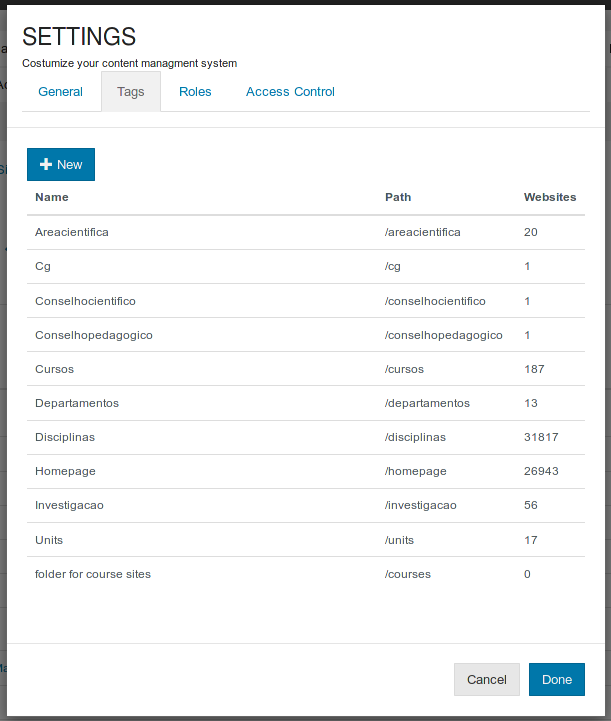 SETTINGS
Costumize your content managment system
General Tags Roles Access Control
New
Name Path Websites
Areacientifica /areacientifica 20
Cg /cg 1
Conselhocientifico /conselhocientifico 1
Conselhopedagogico /conselhopedagogico 1
Cursos /cursos 187
Departamentos /departamentos 13
Disciplinas /disciplinas 31817
Homepage /homepage 26943
Investigacao /investigacao 56
Units /units 17
folder for course sites /courses 0
Cancel Done